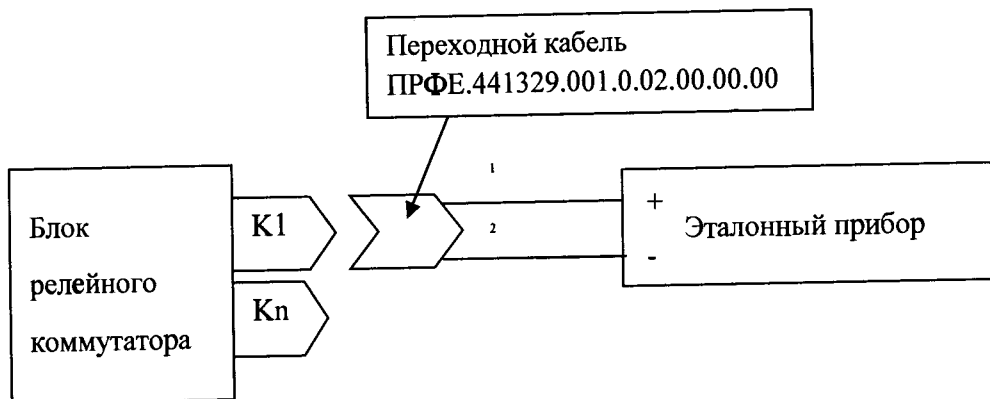 Переходной кабель
ПРФЕ.441329.001.0.02.00.00.00
Блок
релейного
коммутатора
K1
Kn
1
2
+
-
Эталонный прибор